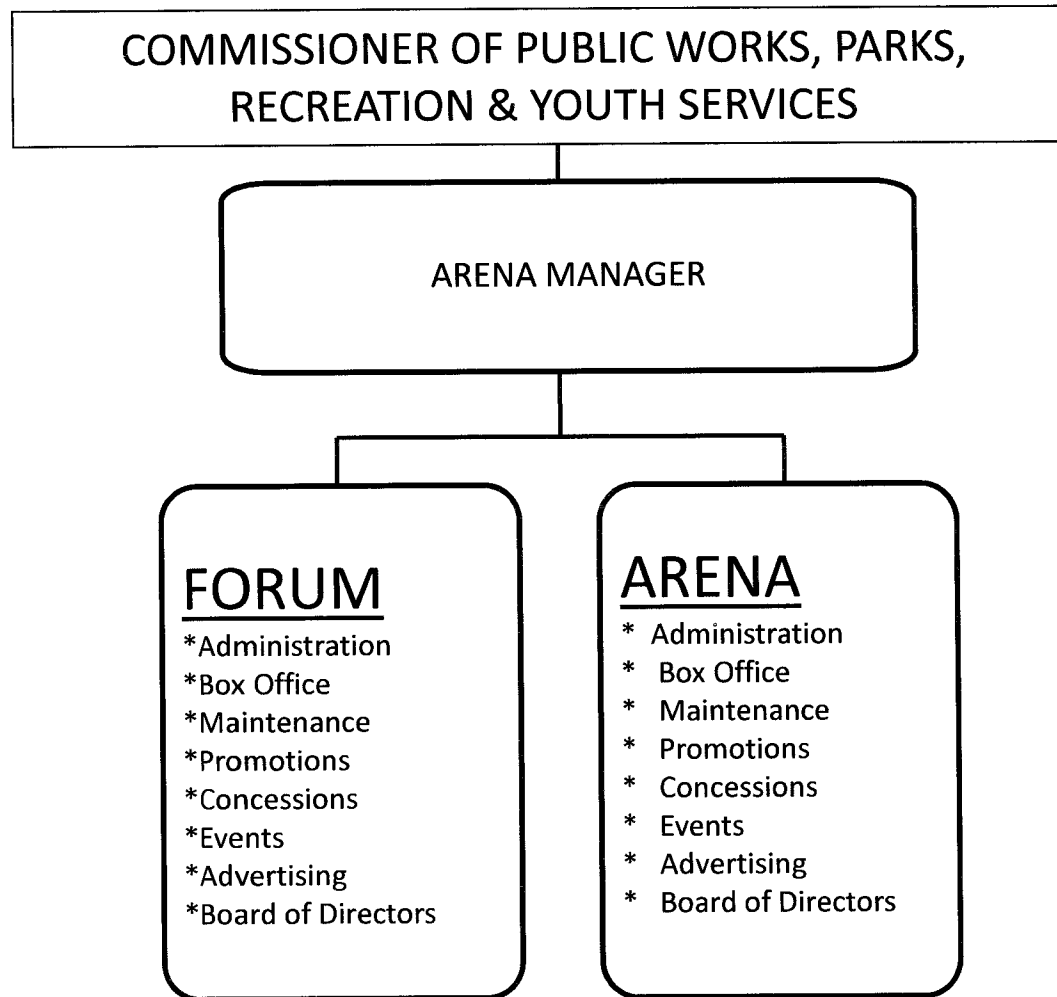 COMMISSIONER OF PUBLIC WORKS, PARKS,
RECREATION & YOUTH SERVICES
ARENA MANAGER
FORUM
*Administration
*Box Office
*Maintenance
*Promotions
*Concessions
*Events
*Advertising
*Board of Directors
ARENA
* Administration
* Box Office
* Maintenance
* Promotions
* Concessions
* Events
* Advertising
* Board of Directors